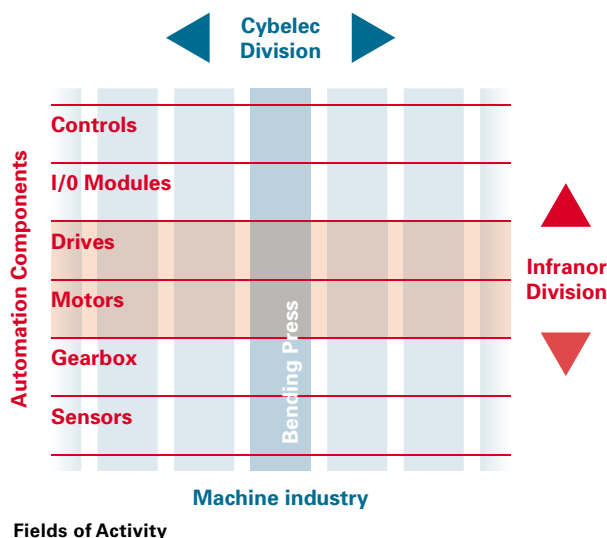 Cybelec
Division
Automation Components
Controls
I/0 Modules
Drives
Motors
Gearbox
Sensors
Bending Press
Infranor
Division
Machine industry
Fields of Activity